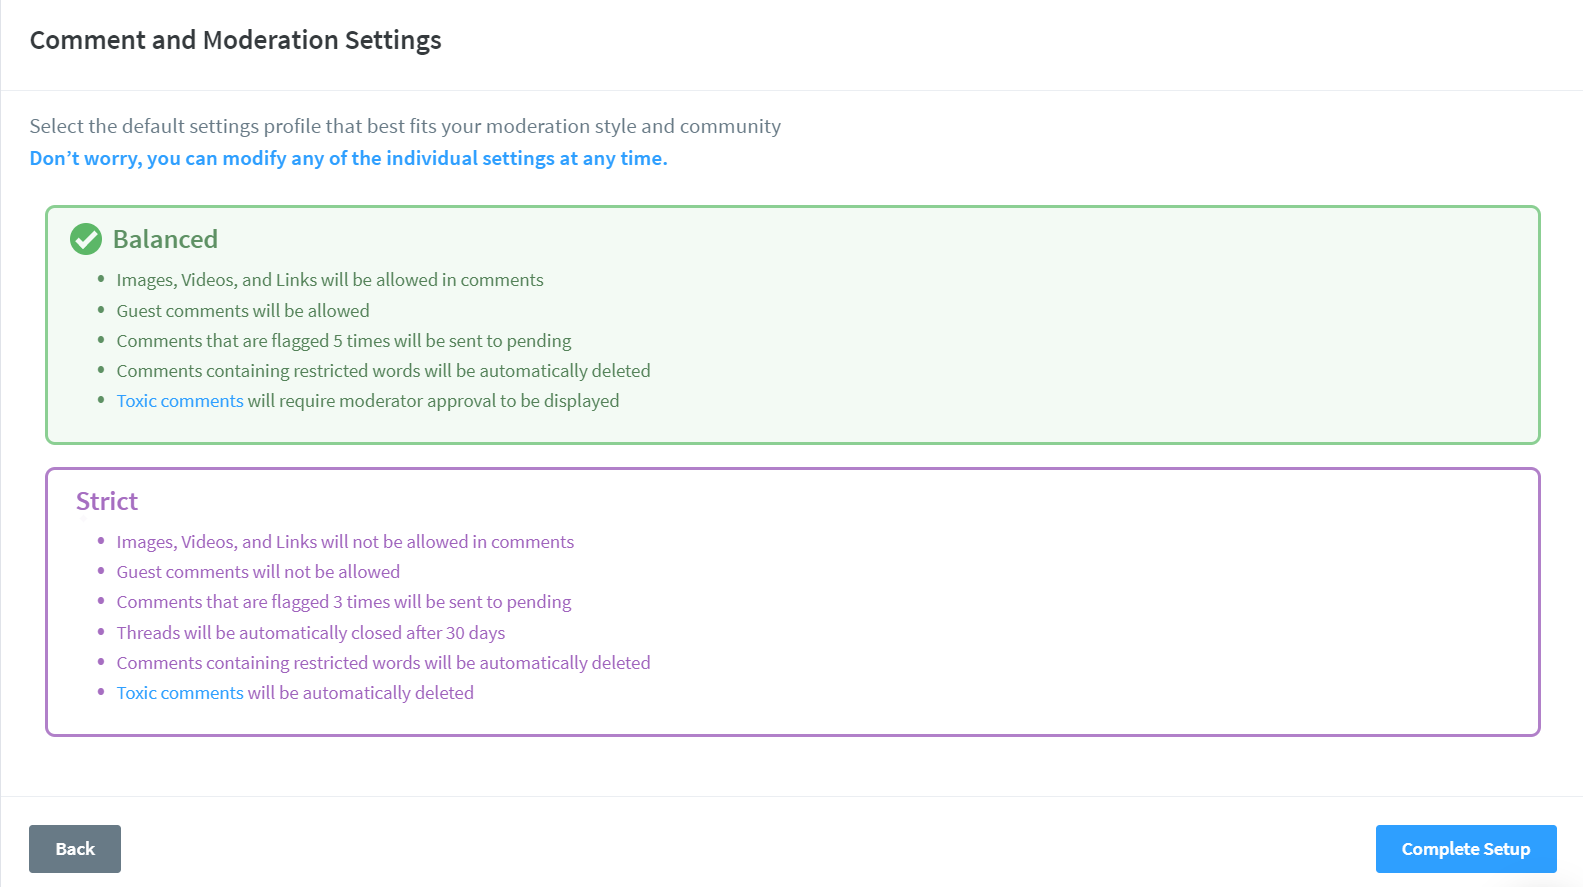 Comment and Moderation Settings
Select the default settings profile that best fits your moderation style and community
Don’t worry, you can modify any of the individual settings at any time.
Balanced
• Images, Videos, and Links will be allowed in comments
• Guest comments will be allowed
• Comments that are flagged 5 times will be sent to pending
• Comments containing restricted words will be automatically deleted
• Toxic comments will require moderator approval to be displayed
Strict
• Images, Videos, and Links will not be allowed in comments
• Guest comments will not be allowed
• Comments that are flagged 3 times will be sent to pending
• Threads will be automatically closed after 30 days
• Comments containing restricted words will be automatically deleted
• Toxic comments will be automatically deleted
Back
Complete Setup